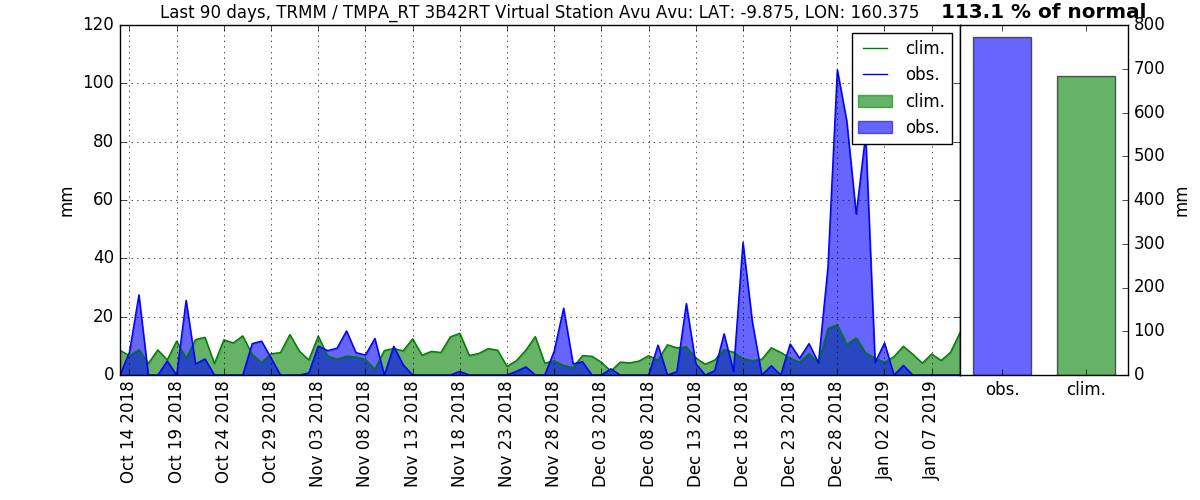 Last 90 days, TRMM / TMPA_RT 3B42RT Virtual Station Avu Avu: LAT: -9.875, LON: 160.375
113.1 % of normal
120
100
80
60
40
20
0
mm
clim.
obs.
clim.
obs.
800
700
600
500
400
300
200
100
0
mm
Oct 14 2018
Oct 19 2018
Oct 24 2018
Oct 29 2018
Nov 03 2018
Nov 08 2018
Nov 13 2018
Nov 18 2018
Nov 23 2018
Nov 28 2018
Dec 03 2018
Dec 08 2018
Dec 13 2018
Dec 18 2018
Dec 23 2018
Dec 28 2018
Jan 02 2019
Jan 07 2019
obs.
clim.